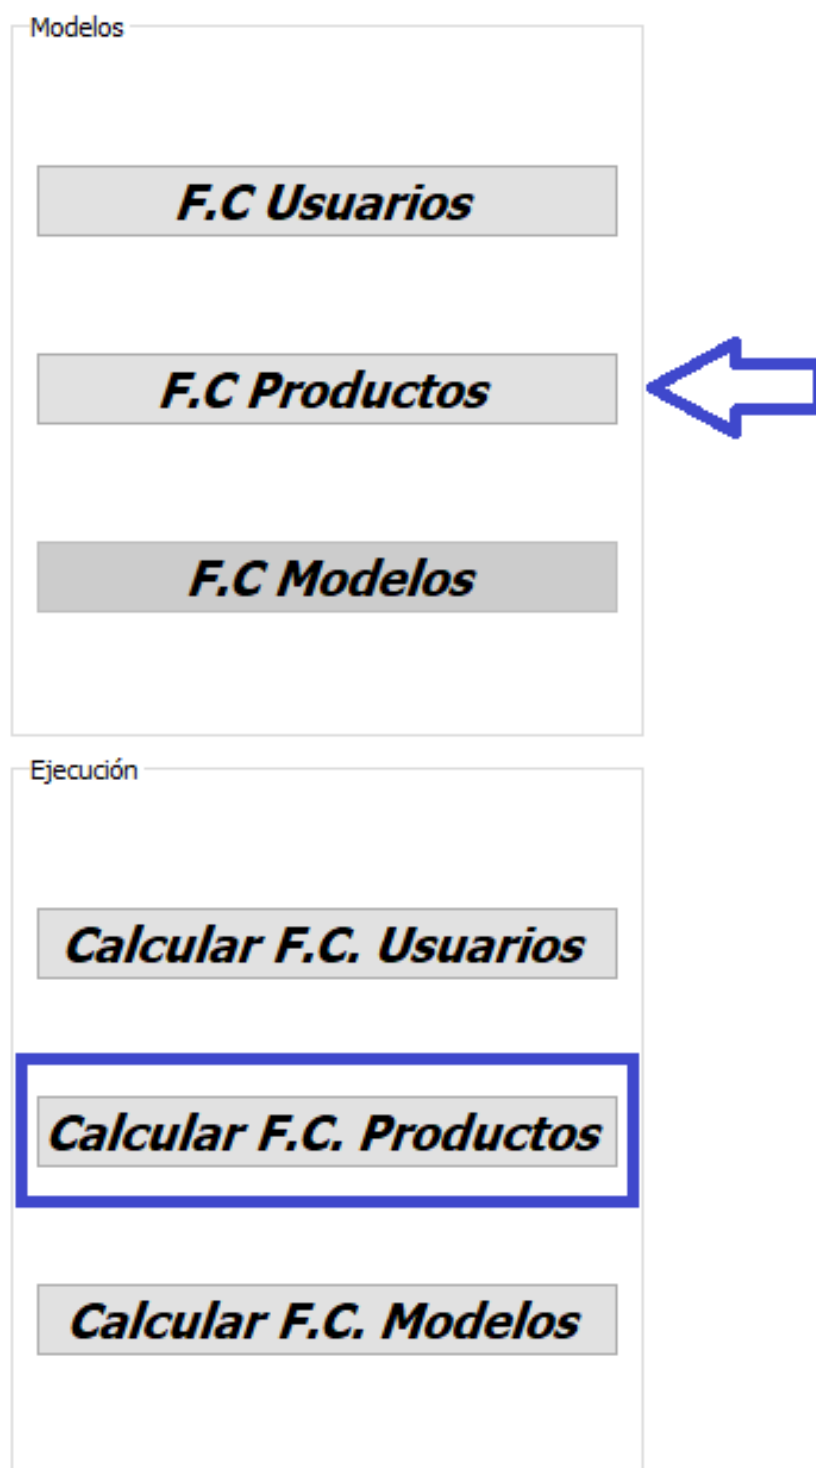 Modelos
F.C Usuarios
F.C Productos
F.C Modelos
Ejecución
Calcular F.C. Usuarios
Calcular F.C. Productos
Calcular F.C. Modelos